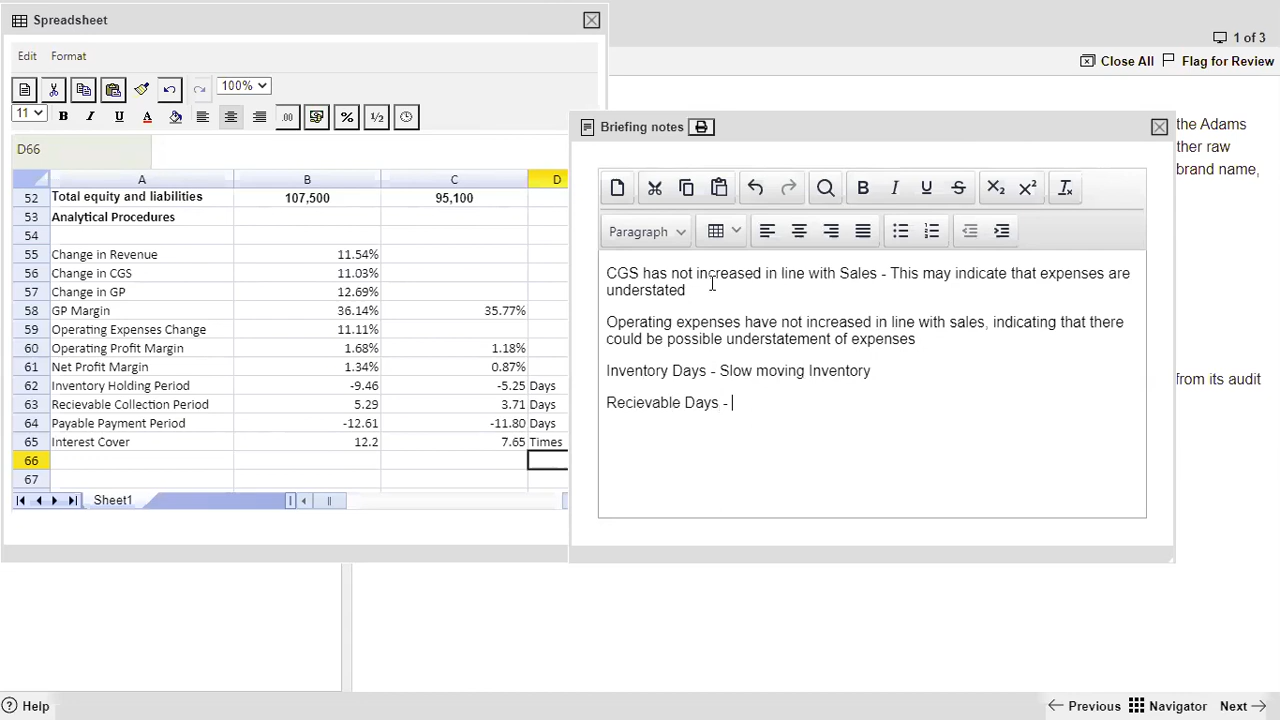 Spreadsheet
1 of 3
Edit Format
Close All Flag for Review
100%
11 B I U A .00 % 1/2
Briefing notes
the Adams
ther raw
brand name,
D66
B I U S X₂ X² Ix
A B C D
52 Total equity and liabilities 107,500 95,100
53 Analytical Procedures
54
55 Change in Revenue 11.54%
56 Change in CGS 11.03%
57 Change in GP 12.69%
58 GP Margin 36.14% 35.77%
59 Operating Expenses Change 11.11%
60 Operating Profit Margin 1.68% 1.18%
61 Net Profit Margin 1.34% 0.87%
62 Inventory Holding Period -9.46 -5.25 Days
63 Recievable Collection Period 5.29 3.71 Days
64 Payable Payment Period -12.61 -11.80 Days
65 Interest Cover 12.2 7.65 Times
66
67
Sheet1
Paragraph
CGS has not increased in line with Sales - This may indicate that expenses are
understated
Operating expenses have not increased in line with sales, indicating that there
could be possible understatement of expenses
Inventory Days - Slow moving Inventory
Recievable Days -
from its audit
Help
Previous Navigator Next